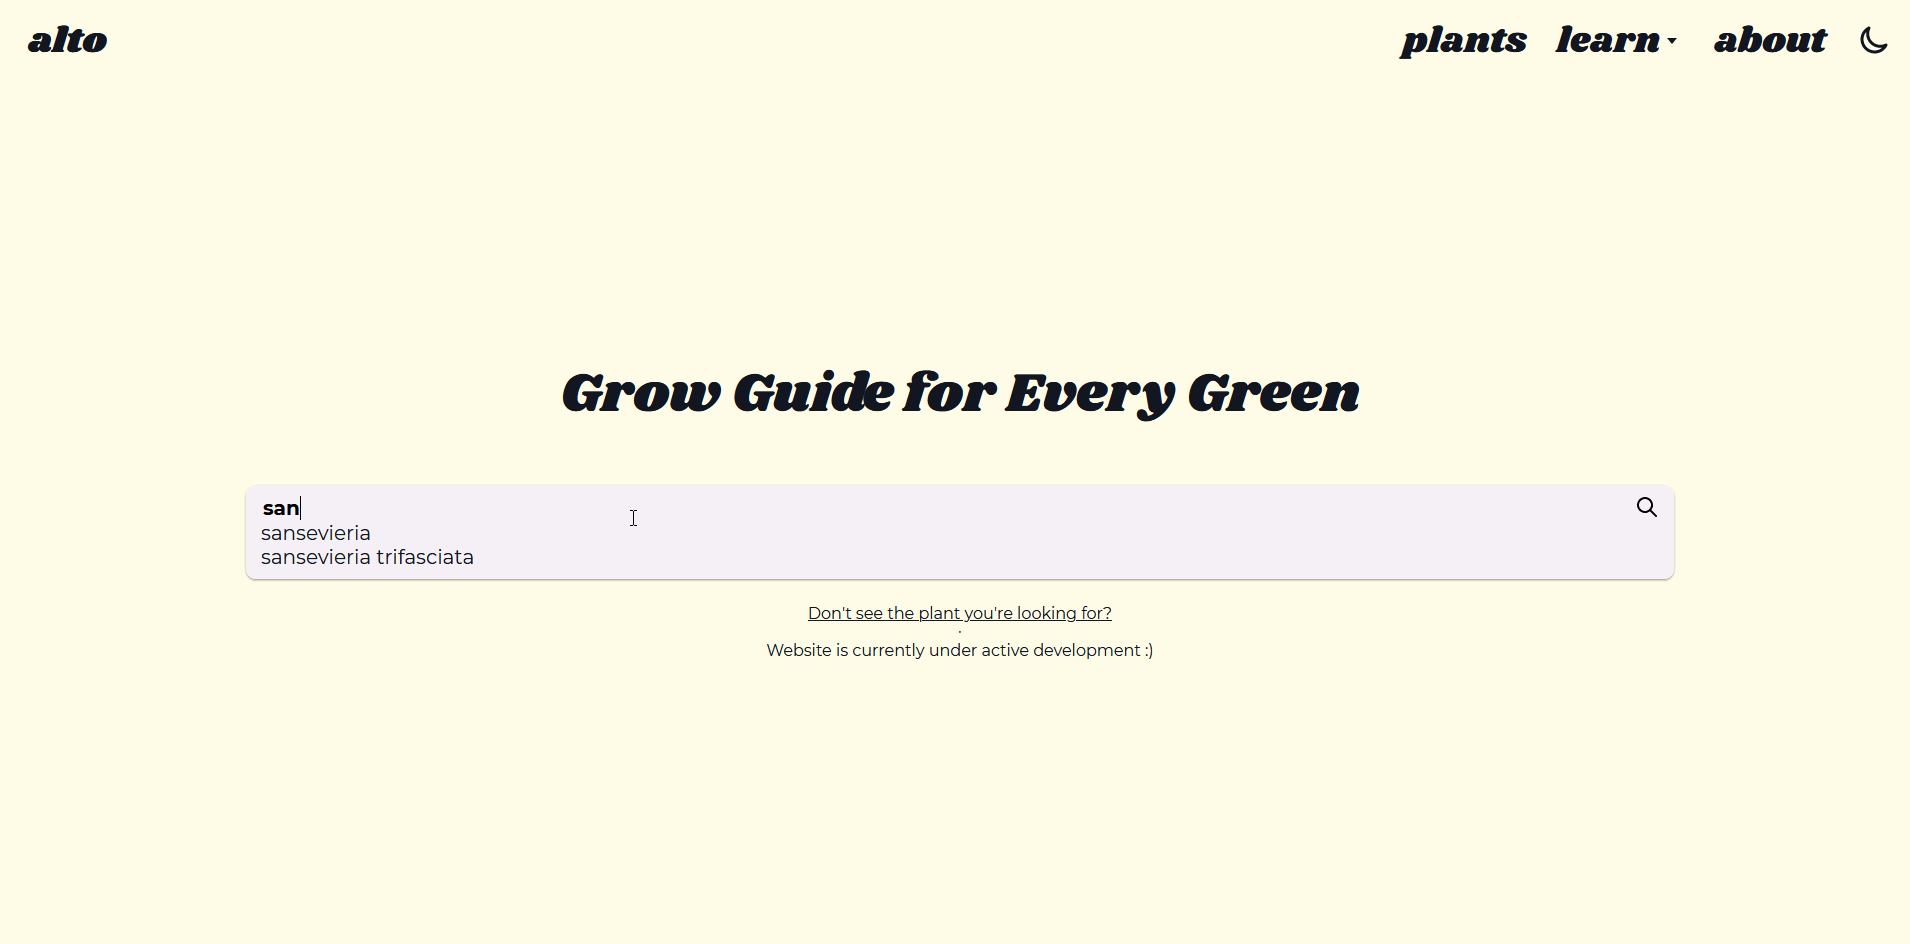 alto
plants learn about
Grow Guide for Every Green
san
sansevieria
sansevieria trifasciata
Don't see the plant you're looking for?
.
Website is currently under active development :)